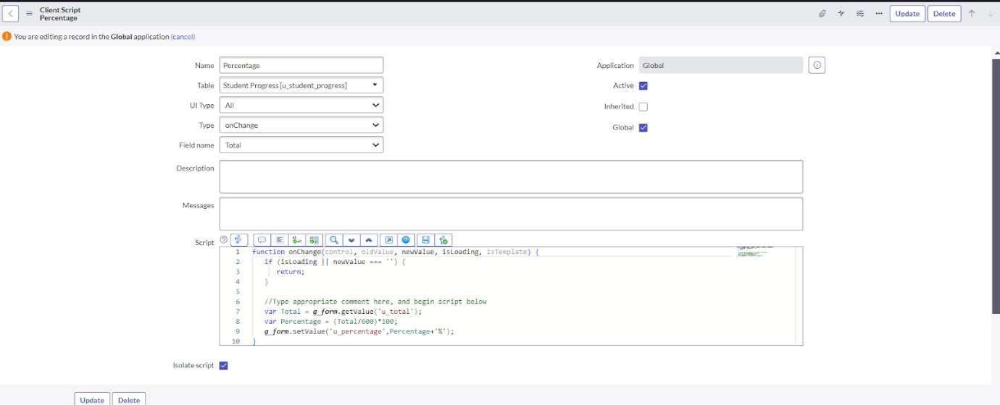 Client Script
Percentage
Update
Delete
You are editing a record in the Global application (cancel)
Name
Percentage
Application
Global
Table
Student Progress [u_student_progress]
Active
UI Type
All
Inherited
Type
onChange
Global
Field name
Total
Description
Messages
Script
1 function onChange(control, oldValue, newValue, isLoading, isTemplate) {
2 if (isLoading || newValue === '') {
3 return;
4 }
5
6 //Type appropriate comment here, and begin script below
7 var Total = g_form.getValue('u_total');
8 var Percentage = (Total/600)*100;
9 g_form.setValue('u_percentage',Percentage+'%');
10 }
Isolate script
Update
Delete